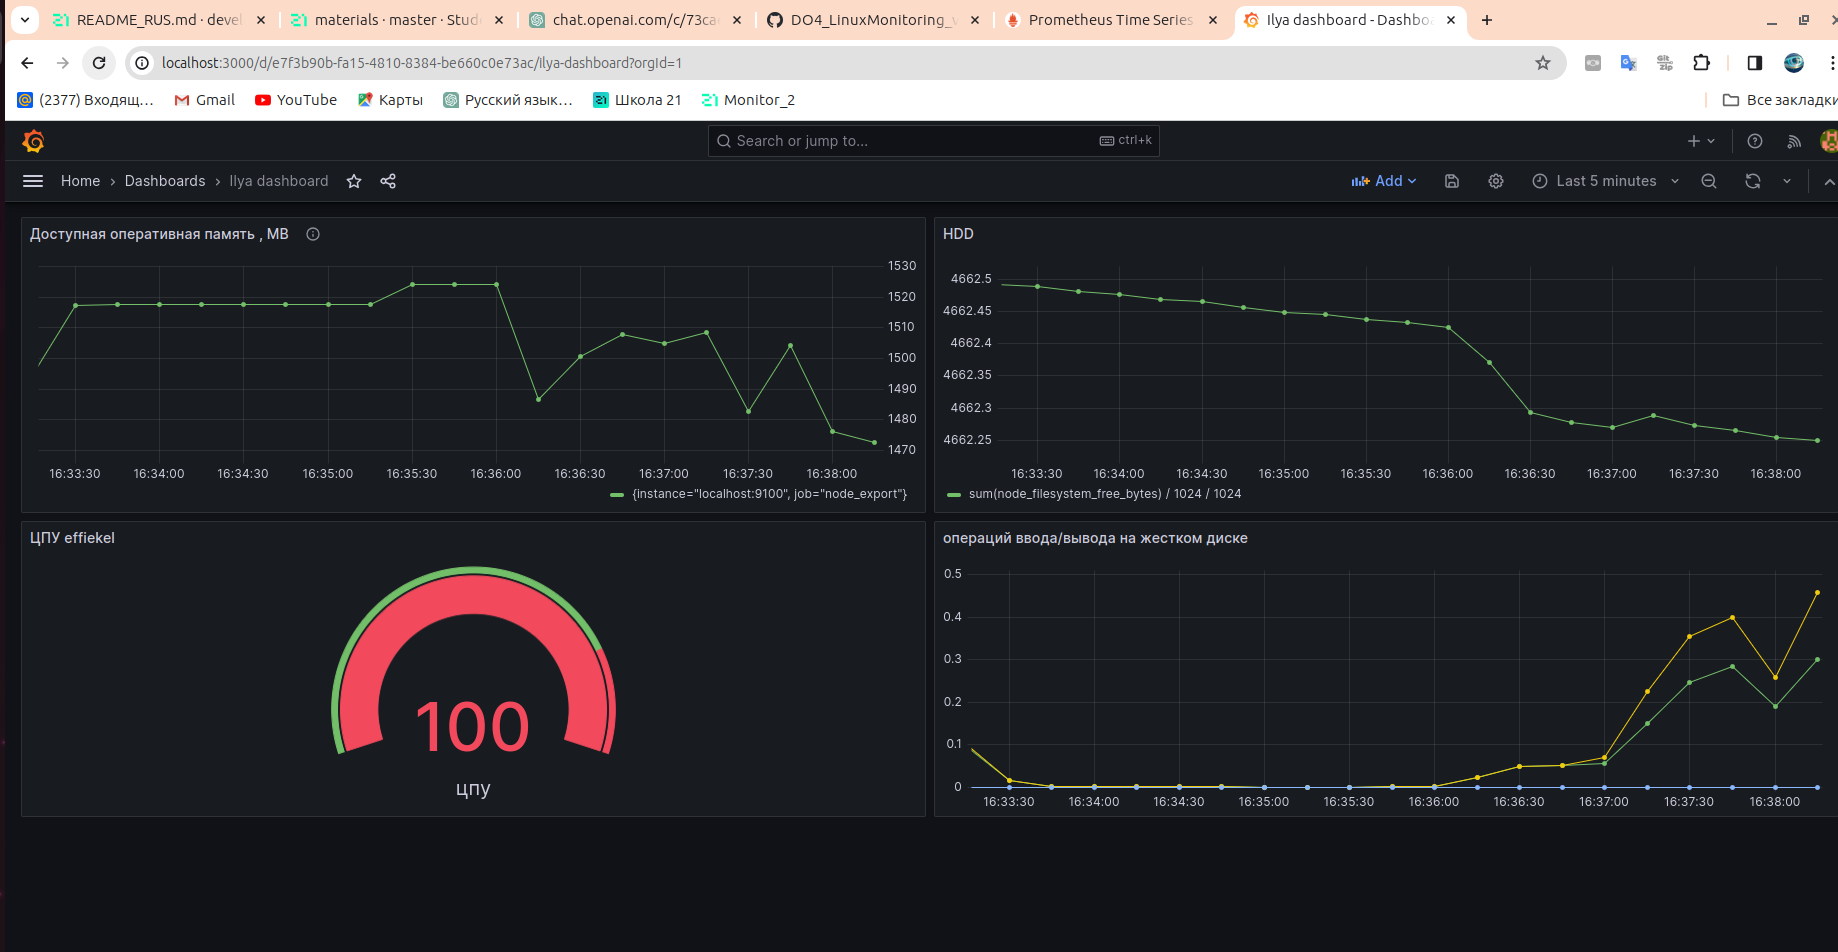 README_RUS.md · devel
materials · master · Stud
chat.openai.com/c/73ca
DO4_LinuxMonitoring_
Prometheus Time Series
Ilya dashboard - Dashbo
localhost:3000/d/e7f3b90b-fa15-4810-8384-be660c0e73ac/ilya-dashboard?orgId=1
(2377) Входящ...
Gmail
YouTube
Карты
Русский язык...
Школа 21
Monitor_2
Все закладки
Search or jump to...
ctrl+k
Home › Dashboards › Ilya dashboard
Add
Last 5 minutes
Доступная оперативная память , MB
1530
1520
1510
1500
1490
1480
1470
16:33:30 16:34:00 16:34:30 16:35:00 16:35:30 16:36:00 16:36:30 16:37:00 16:37:30 16:38:00
{instance="localhost:9100", job="node_export"}
HDD
4662.5
4662.45
4662.4
4662.35
4662.3
4662.25
16:33:30 16:34:00 16:34:30 16:35:00 16:35:30 16:36:00 16:36:30 16:37:00 16:37:30 16:38:00
sum(node_filesystem_free_bytes) / 1024 / 1024
ЦПУ effiekel
100
цпу
операций ввода/вывода на жестком диске
0.5
0.4
0.3
0.2
0.1
0
16:33:30 16:34:00 16:34:30 16:35:00 16:35:30 16:36:00 16:36:30 16:37:00 16:37:30 16:38:00